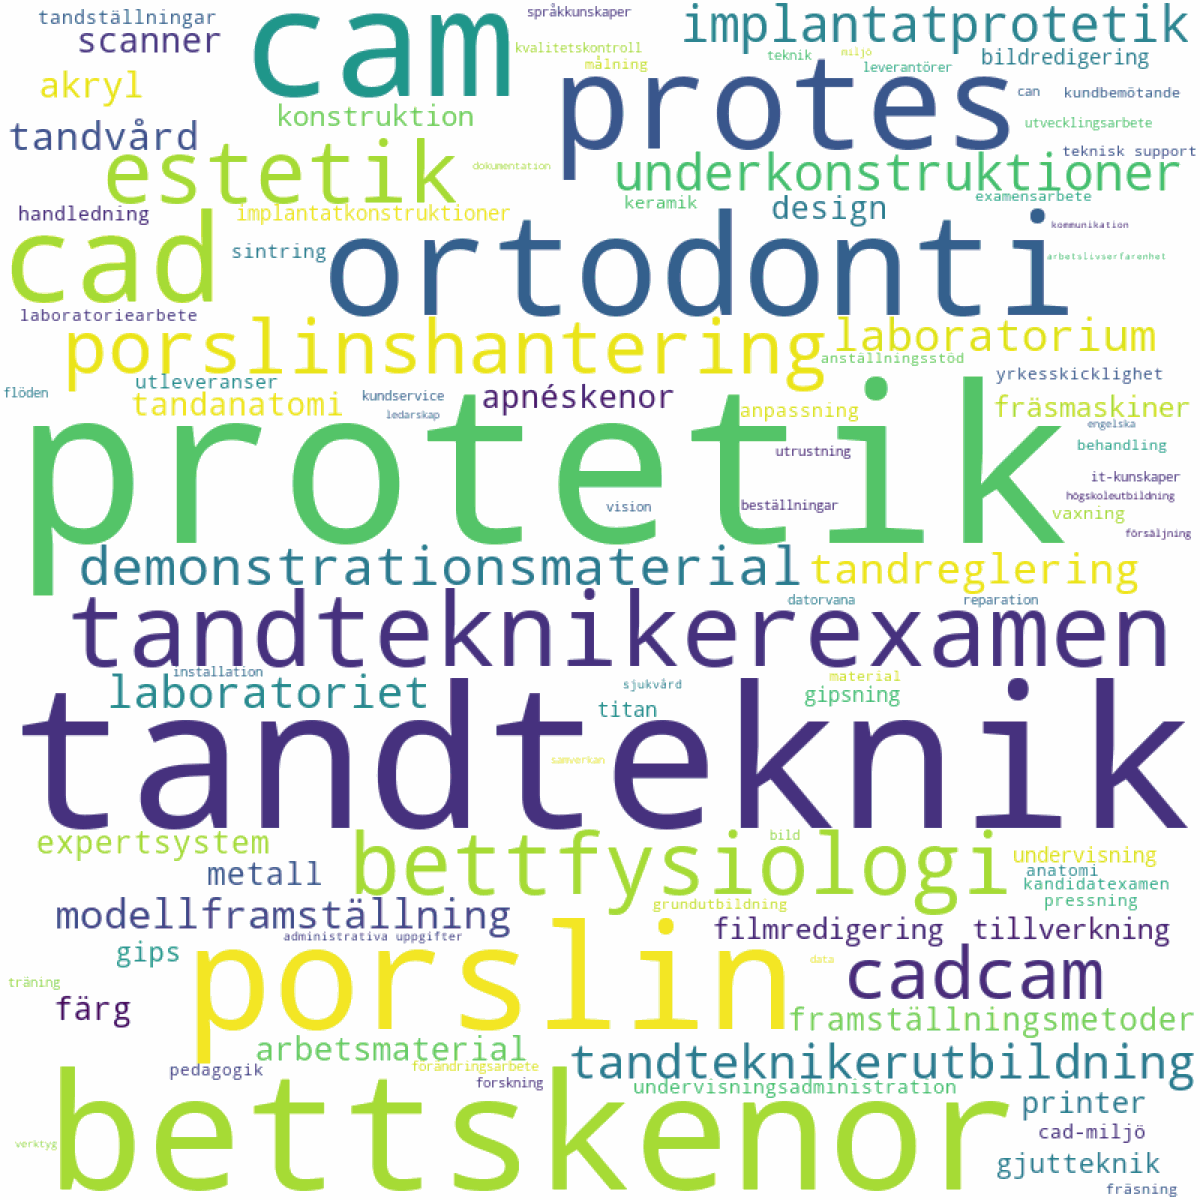 tandställningar
språkkunskaper
cam
implantatprotetik
scanner
kvalitetskontroll
teknik
miljö
bildredigering
målning
leverantörer
akryl
protes
can
kundbemötande
konstruktion
utvecklingsarbete
tandvård
teknisk support
estetik
dokumentation
underkonstruktioner
keramik
examensarbete
handledning
implantatkonstruktioner
design
cad
sintring
ortodonti
kommunikation
arbetslivserfarenhet
laboratoriearbete
porslinshantering
laboratorium
anställningsstöd
flöden
utleveranser
yrkesskicklighet
tandanatomi
kundservice
apnéskenor
ledarskap
anpassning
fräsmaskiner
engelska
protetik
utrustning
behandling
it-kunskaper
högskoleutbildning
vision
beställningar
vaxning
försäljning
demonstrationsmaterial
tandreglering
tandteknikerexamen
datorvana
reparation
installation
laboratoriet
sjukvård
material
titan
gipsning
tandteknik
samverkan
expertsystem
bettfysiologi
bild
undervisning
metall
anatomi
kandidatexamen
pressning
modellframställning
grundutbildning
administrativa uppgifter
filmredigering
tillverkning
gips
porslin
data
cadcam
träning
färg
framställningsmetoder
arbetsmaterial
tandteknikerutbildning
pedagogik
förändringsarbete
forskning
undervisningsadministration
bettskenor
printer
cad-miljö
verktyg
gjutteknik
fräsning